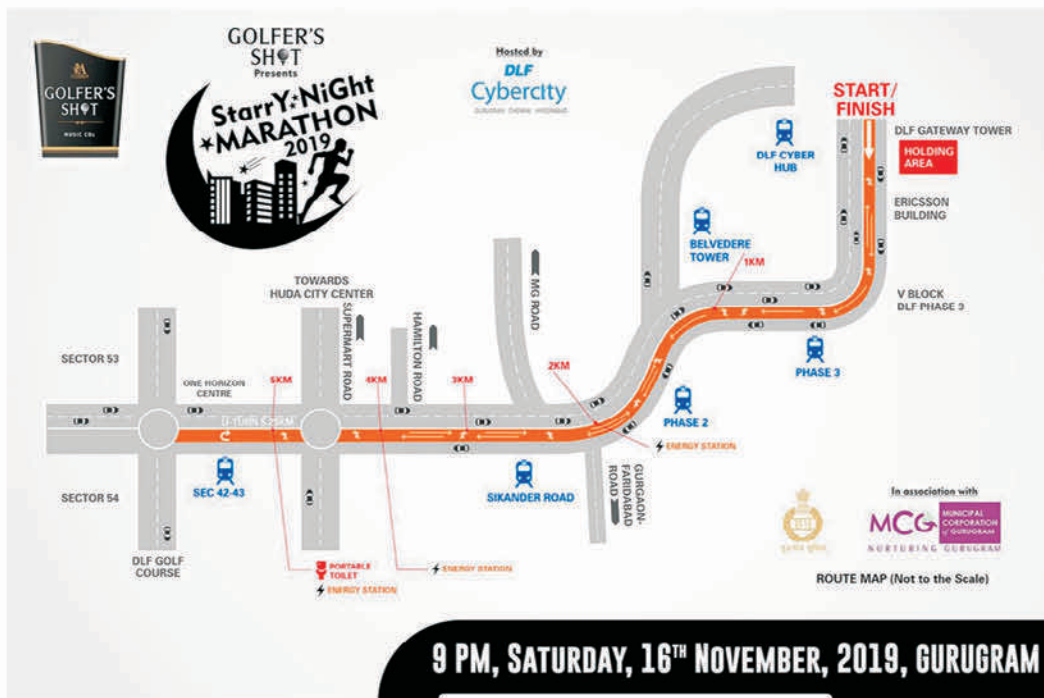 GOLFER'S
SHOT
MUSIC CDs
GOLFER'S
SHOT
Presents
StarrY NiGht
MARATHON
2019
Hosted by
DLF
Cybercity
START/
FINISH
DLF GATEWAY TOWER
HOLDING
AREA
DLF CYBER
HUB
ERICSSON
BUILDING
BELVEDERE
TOWER
1KM
V BLOCK
DLF PHASE 3
PHASE 3
TOWARDS
HUDA CITY CENTER
SUPERMART ROAD
HAMILTON ROAD
MG ROAD
SECTOR 53
ONE HORIZON
CENTRE
5KM
4KM
3KM
2KM
PHASE 2
ENERGY STATION
SEC 42-43
SIKANDER ROAD
GURGAON-
FARIDABAD
ROAD
SECTOR 54
DLF GOLF
COURSE
PORTABLE
TOILET
ENERGY STATION
ENERGY STATION
In association with
MCG
MUNICIPAL
CORPORATION
of GURUGRAM
NURTURING GURUGRAM
ROUTE MAP (Not to the Scale)
9 PM, SATURDAY, 16TH NOVEMBER, 2019, GURUGRAM